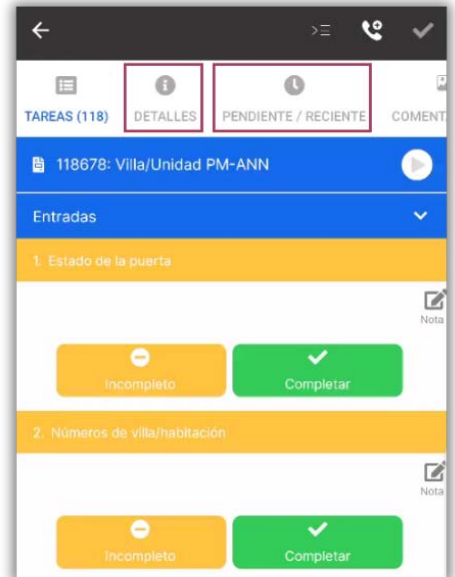 TAREAS (118) DETALLES PENDIENTE / RECIENTE COMENT
118678: Villa/Unidad PM-ANN
Entradas
1. Estado de la puerta
Nota
Incompleto Completar
2. Números de villa/habitación
Nota
Incompleto Completar